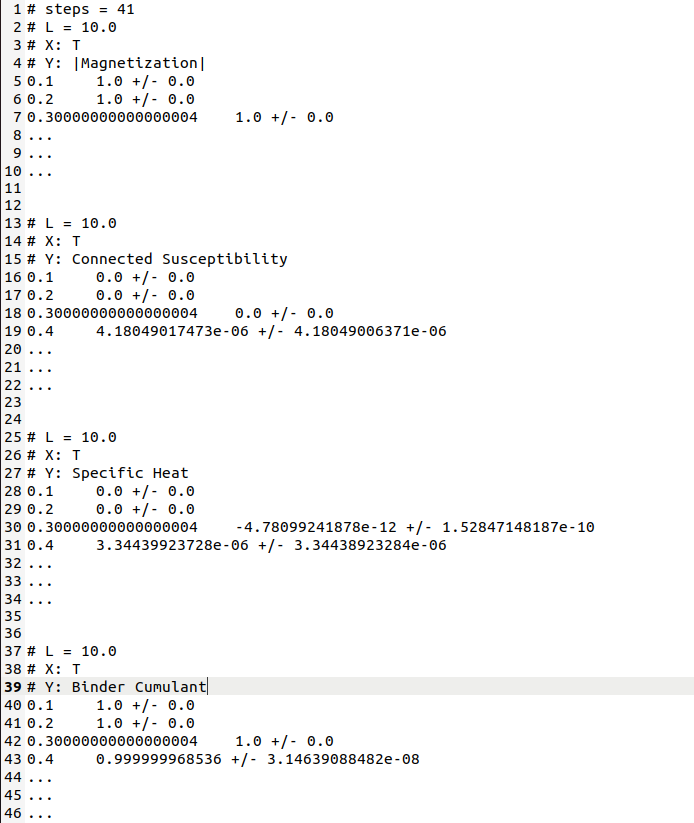 1 # steps = 41
2 # L = 10.0
3 # X: T
4 # Y: |Magnetization|
5 0.1 1.0 +/- 0.0
6 0.2 1.0 +/- 0.0
7 0.30000000000000004 1.0 +/- 0.0
8 ...
9 ...
10 ...
11
12
13 # L = 10.0
14 # X: T
15 # Y: Connected Susceptibility
16 0.1 0.0 +/- 0.0
17 0.2 0.0 +/- 0.0
18 0.30000000000000004 0.0 +/- 0.0
19 0.4 4.18049017473e-06 +/- 4.18049006371e-06
20 ...
21 ...
22 ...
23
24
25 # L = 10.0
26 # X: T
27 # Y: Specific Heat
28 0.1 0.0 +/- 0.0
29 0.2 0.0 +/- 0.0
30 0.30000000000000004 -4.78099241878e-12 +/- 1.52847148187e-10
31 0.4 3.34439923728e-06 +/- 3.34438923284e-06
32 ...
33 ...
34 ...
35
36
37 # L = 10.0
38 # X: T
39 # Y: Binder Cumulant
40 0.1 1.0 +/- 0.0
41 0.2 1.0 +/- 0.0
42 0.30000000000000004 1.0 +/- 0.0
43 0.4 0.999999968536 +/- 3.14639088482e-08
44 ...
45 ...
46 ...